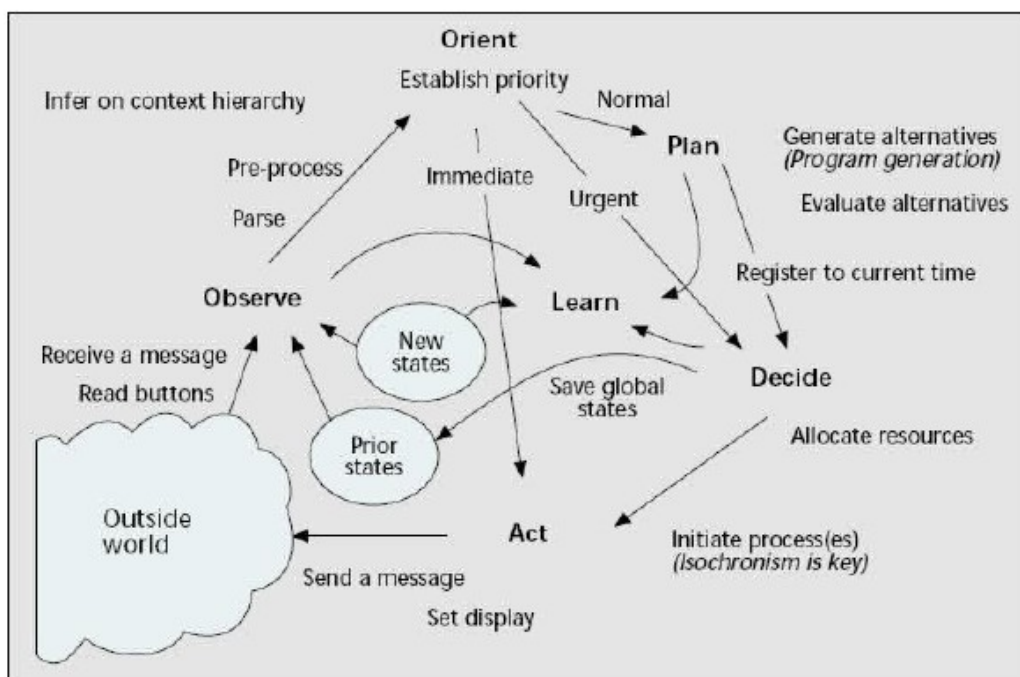 Orient
Establish priority
Infer on context hierarchy
Normal
Plan
Generate alternatives
(Program generation)
Pre-process
Immediate
Urgent
Evaluate alternatives
Parse
Register to current time
Observe
Learn
New
states
Receive a message
Read buttons
Save global
states
Decide
Prior
states
Allocate resources
Outside
world
Act
Initiate process(es)
(Isochronism is key)
Send a message
Set display